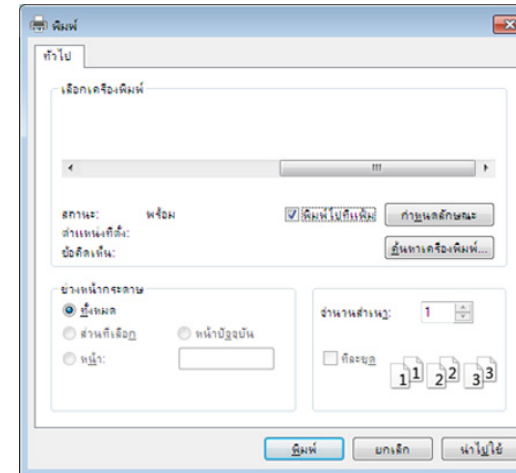 พิมพ์
ทั่วไป
เลือกเครื่องพิมพ์
สถานะ: พร้อม
พิมพ์ไปที่แฟ้ม
กำหนดลักษณะ
ตำแหน่งที่ตั้ง:
ข้อคิดเห็น:
ค้นหาเครื่องพิมพ์...
ช่วงหน้ากระดาษ
ทั้งหมด
จำนวนสำเนา: 1
ส่วนที่เลือก หน้าปัจจุบัน
หน้า:
ทีละชุด
1 1 2 2 3 3
พิมพ์ ยกเลิก นำไปใช้